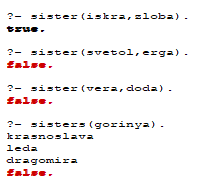 ?- sister(iskra,zloba).
true.
?- sister(svetol,erga).
false.
?- sister(vera,doda).
false.
?- sisters(gorinya).
krasnoslava
leda
dragomira
false.